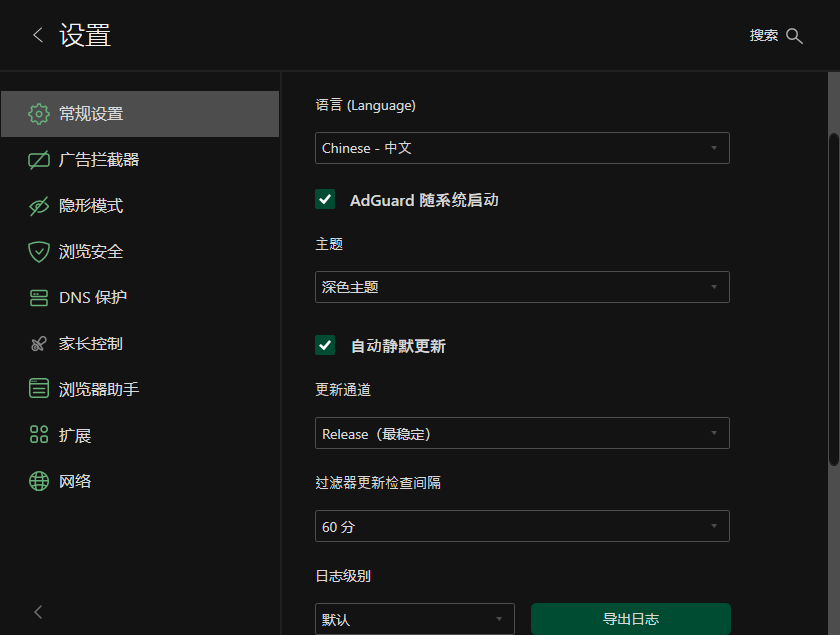 设置
搜索
常规设置
广告拦截器
隐形模式
浏览安全
DNS 保护
家长控制
浏览器助手
扩展
网络
语言 (Language)
Chinese - 中文
AdGuard 随系统启动
主题
深色主题
自动静默更新
更新通道
Release（最稳定）
过滤器更新检查间隔
60 分
日志级别
默认
导出日志